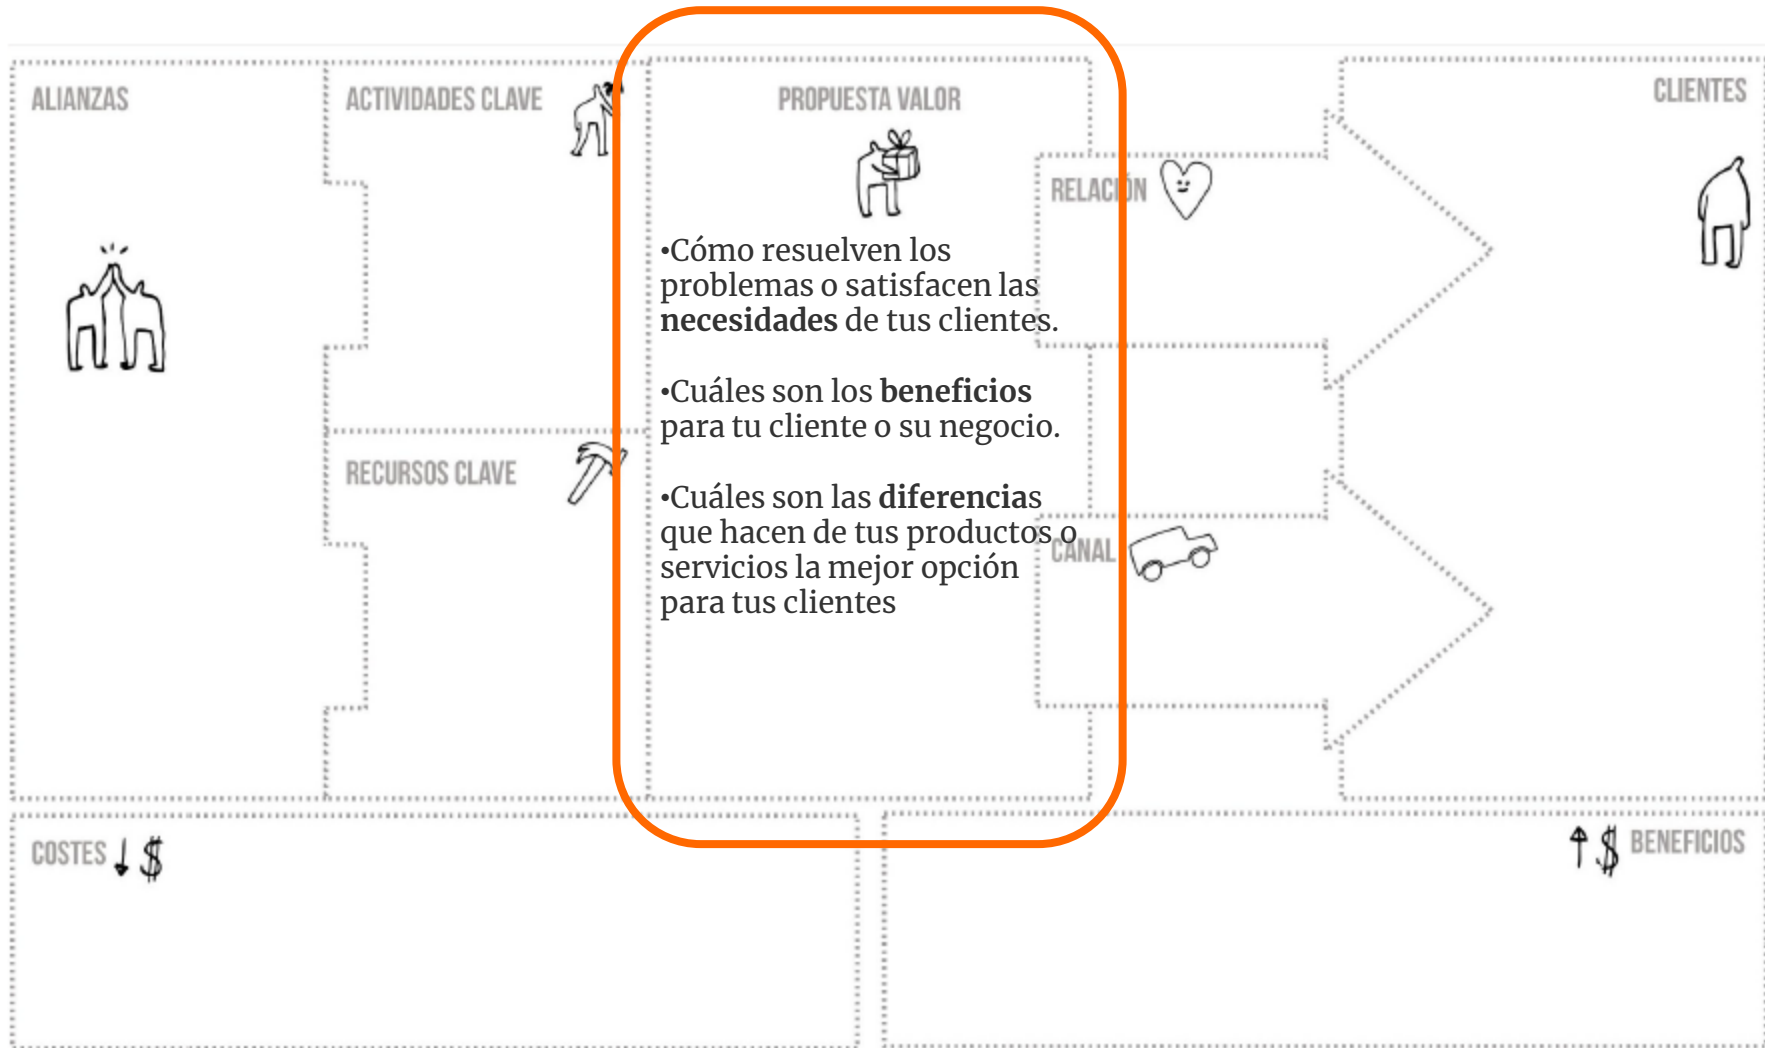 ALIANZAS
ACTIVIDADES CLAVE
RECURSOS CLAVE
PROPUESTA VALOR
•Cómo resuelven los
problemas o satisfacen las
necesidades de tus clientes.
•Cuáles son los beneficios
para tu cliente o su negocio.
•Cuáles son las diferencias
que hacen de tus productos o
servicios la mejor opción
para tus clientes
RELACIÓN
CANAL
CLIENTES
COSTES ↓ $
↑ $ BENEFICIOS